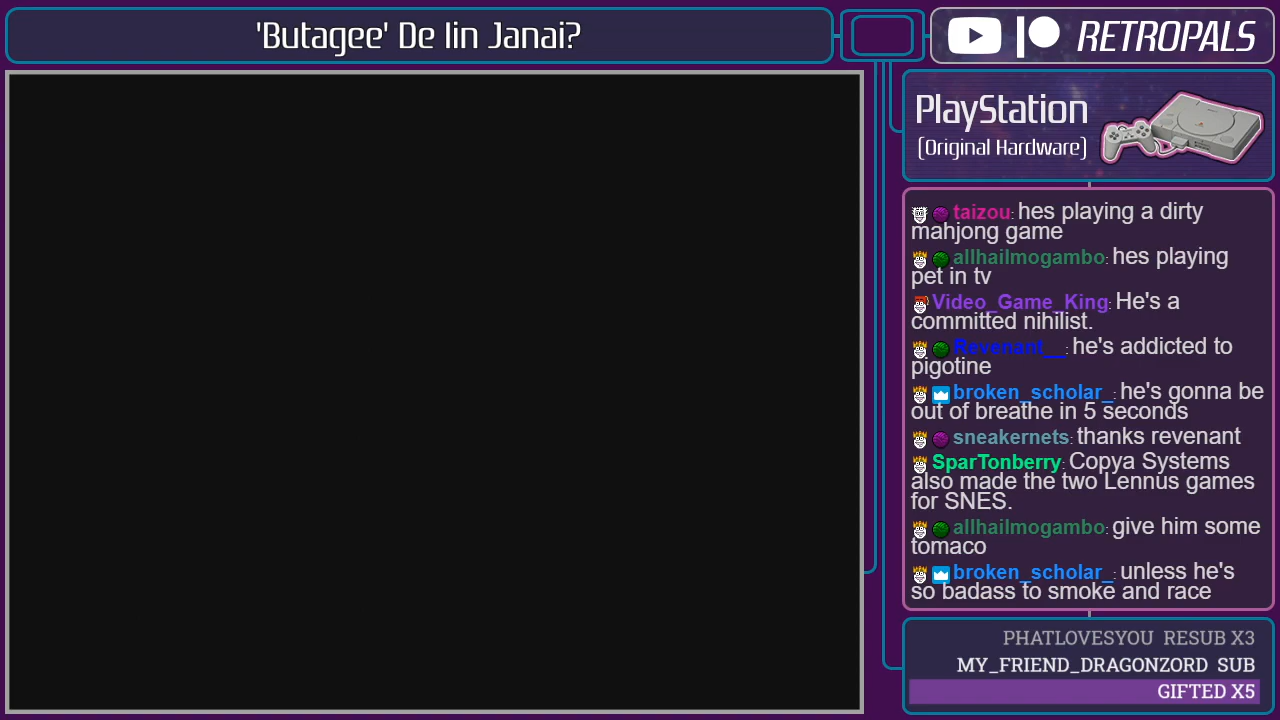 'Butagee' De Iin Janai?
RETROPALS
PlayStation
(Original Hardware)
taizou: hes playing a dirty
mahjong game
allhailmogambo: hes playing
pet in tv
Video_Game_King: He's a
committed nihilist.
Revenant__: he's addicted to
pigotine
broken_scholar_: he's gonna be
out of breathe in 5 seconds
sneakernets: thanks revenant
SparTonberry: Copya Systems
also made the two Lennus games
for SNES.
allhailmogambo: give him some
tomaco
broken_scholar_: unless he's
so badass to smoke and race
PHATLOVESYOU RESUB X3
MY_FRIEND_DRAGONZORD SUB
GIFTED X5